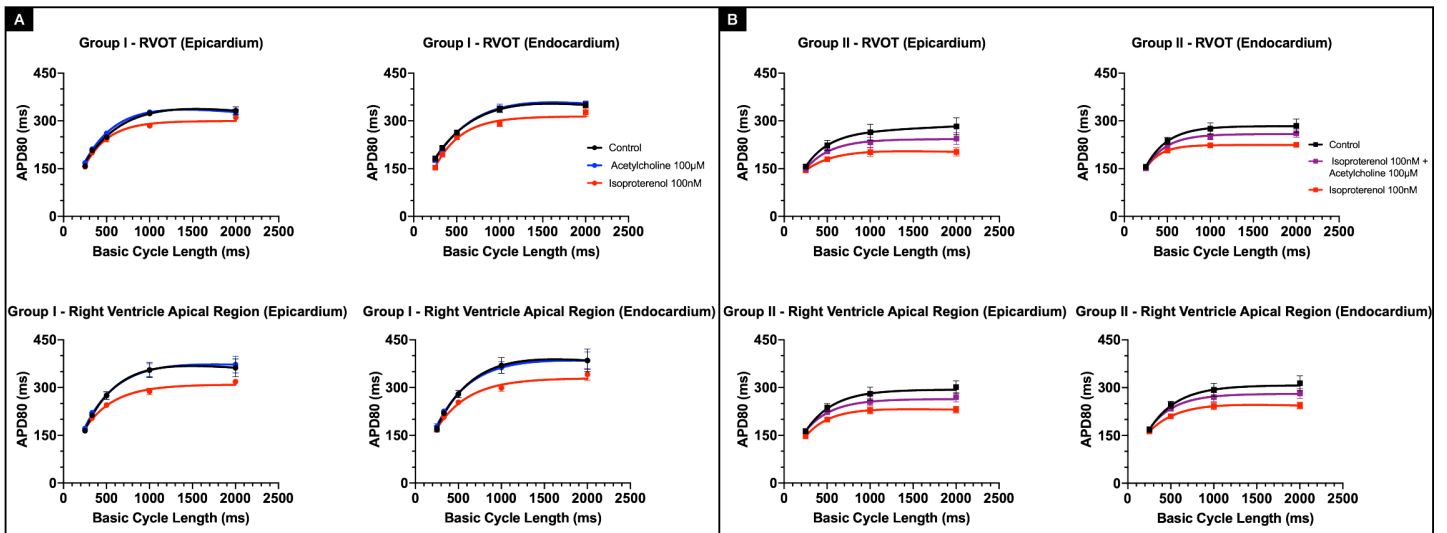 A
Group I - RVOT (Epicardium)
450
300
150
0
APD80 (ms)
0 500 1000 1500 2000 2500
Basic Cycle Length (ms)
Group I - RVOT (Endocardium)
450
300
150
0
APD80 (ms)
0 500 1000 1500 2000 2500
Basic Cycle Length (ms)
Control
Acetylcholine 100µM
Isoproterenol 100nM
Group I - Right Ventricle Apical Region (Epicardium)
450
300
150
0
APD80 (ms)
0 500 1000 1500 2000 2500
Basic Cycle Length (ms)
Group I - Right Ventricle Apical Region (Endocardium)
450
300
150
0
APD80 (ms)
0 500 1000 1500 2000 2500
Basic Cycle Length (ms)
B
Group II - RVOT (Epicardium)
450
300
150
0
APD80 (ms)
0 500 1000 1500 2000 2500
Basic Cycle Length (ms)
Group II - RVOT (Endocardium)
450
300
150
0
APD80 (ms)
0 500 1000 1500 2000 2500
Basic Cycle Length (ms)
Control
Isoproterenol 100nM +
Acetylcholine 100µM
Isoproterenol 100nM
Group II - Right Ventricle Apical Region (Epicardium)
450
300
150
0
APD80 (ms)
0 500 1000 1500 2000 2500
Basic Cycle Length (ms)
Group II - Right Ventricle Apical Region (Endocardium)
450
300
150
0
APD80 (ms)
0 500 1000 1500 2000 2500
Basic Cycle Length (ms)